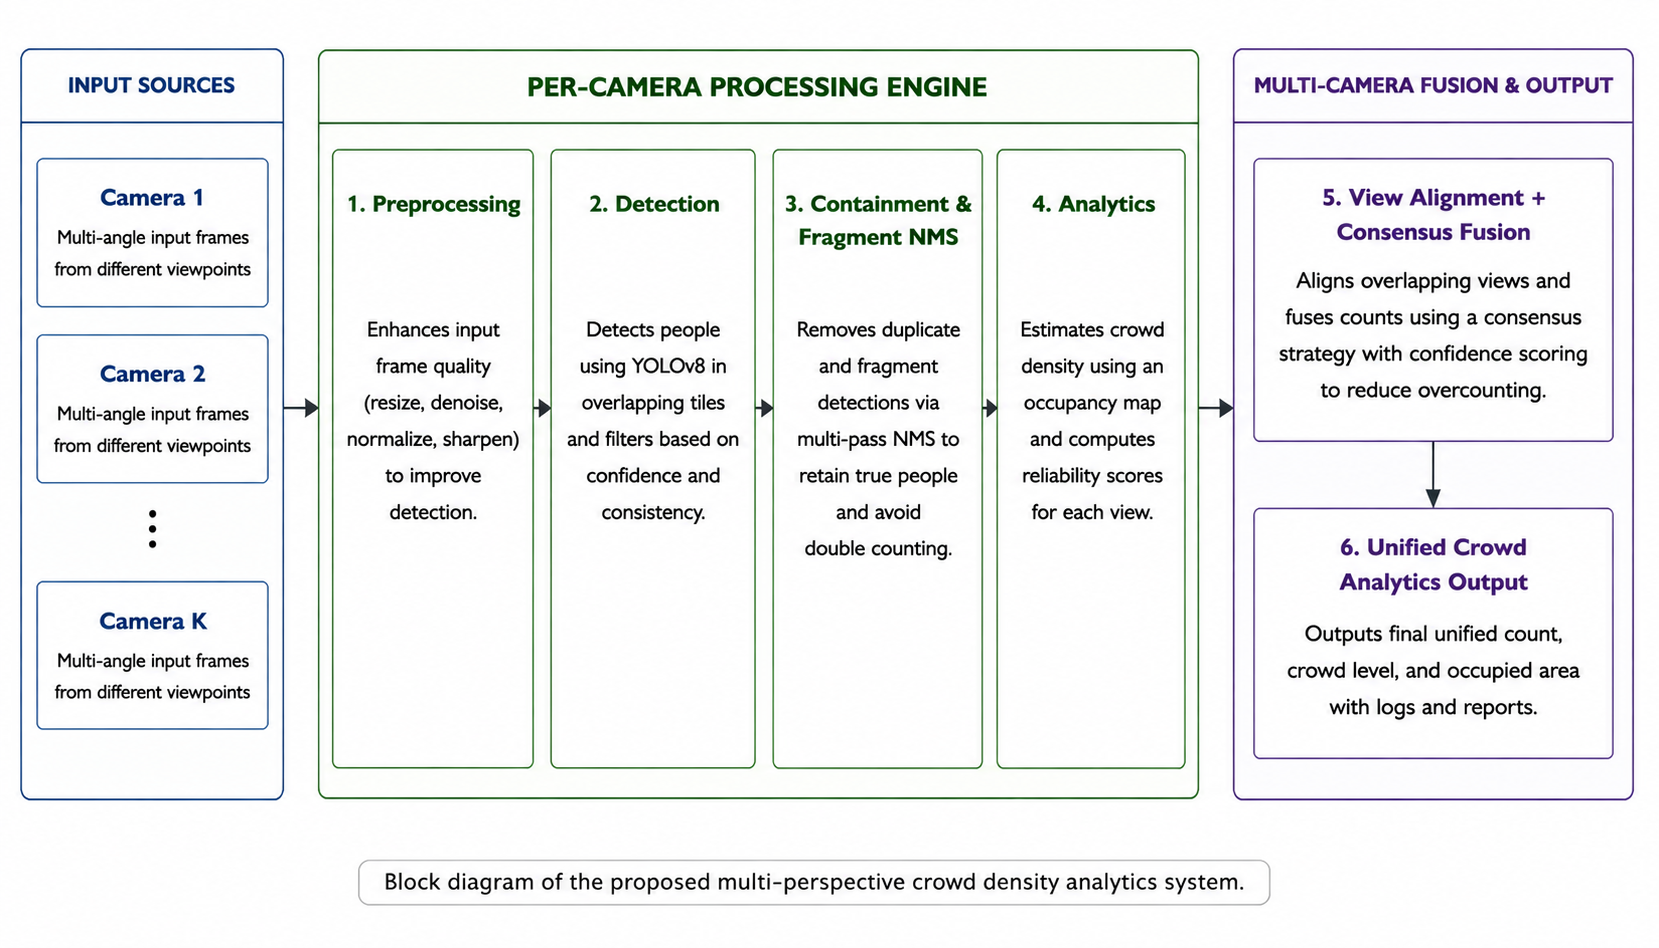 INPUT SOURCES
Camera 1
Multi-angle input frames
from different viewpoints
Camera 2
Multi-angle input frames
from different viewpoints
Camera K
Multi-angle input frames
from different viewpoints
PER-CAMERA PROCESSING ENGINE
1. Preprocessing
Enhances input
frame quality
(resize, denoise,
normalize, sharpen)
to improve
detection.
2. Detection
Detects people
using YOLOv8 in
overlapping tiles
and filters based on
confidence and
consistency.
3. Containment &
Fragment NMS
Removes duplicate
and fragment
detections via
multi-pass NMS to
retain true people
and avoid
double counting.
4. Analytics
Estimates crowd
density using an
occupancy map
and computes
reliability scores
for each view.
MULTI-CAMERA FUSION & OUTPUT
5. View Alignment +
Consensus Fusion
Aligns overlapping views and
fuses counts using a consensus
strategy with confidence scoring
to reduce overcounting.
6. Unified Crowd
Analytics Output
Outputs final unified count,
crowd level, and occupied area
with logs and reports.
Block diagram of the proposed multi-perspective crowd density analytics system.